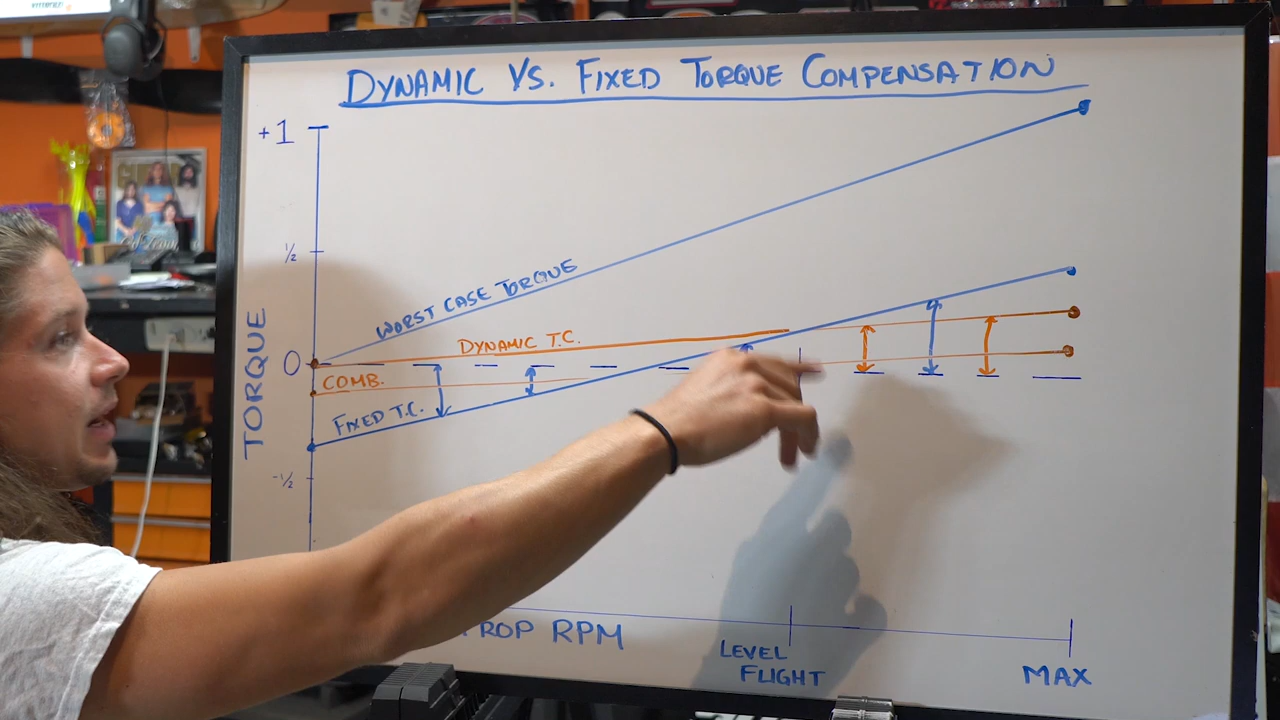 DYNAMIC VS. FIXED TORQUE COMPENSATION
+1
1/2
WORST CASE TORQUE
DYNAMIC T.C.
0
COMB.
FIXED T.C.
-1/2
TORQUE
PROP RPM
LEVEL
FLIGHT
MAX